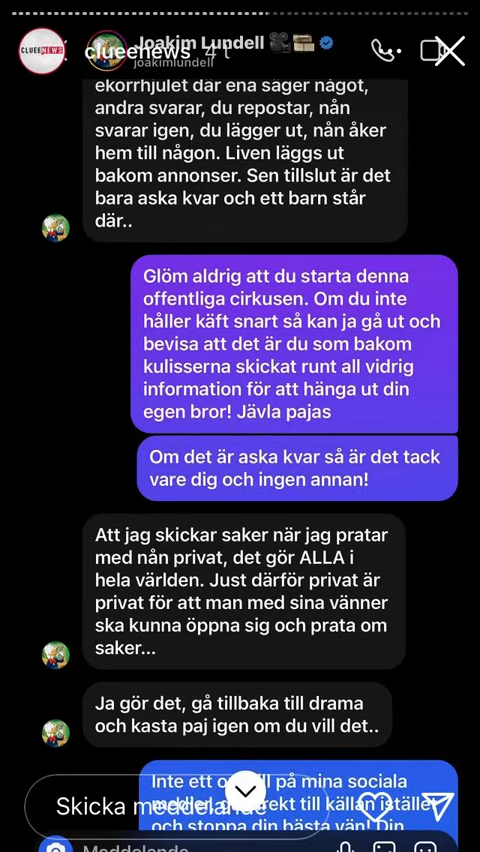 CLUEENEWS
clueenews 4 t
Joakim Lundell
joakimlundell
ekorrhjulet där ena säger något,
andra svarar, du repostar, nån
svarar igen, du lägger ut, nån åker
hem till någon. Liven läggs ut
bakom annonser. Sen tillslut är det
bara aska kvar och ett barn står
där..
Glöm aldrig att du starta denna
offentliga cirkusen. Om du inte
håller käft snart så kan ja gå ut och
bevisa att det är du som bakom
kulisserna skickat runt all vidrig
information för att hänga ut din
egen bror! Jävla pajas
Om det är aska kvar så är det tack
vare dig och ingen annan!
Att jag skickar saker när jag pratar
med nån privat, det gör ALLA i
hela världen. Just därför privat är
privat för att man med sina vänner
ska kunna öppna sig och prata om
saker...
Ja gör det, gå tillbaka till drama
och kasta paj igen om du vill det..
Inte ett till på mina sociala
Skicka meddelande
medier, direkt till källan istället
och stoppa din bästa vän! Din
Meddelande